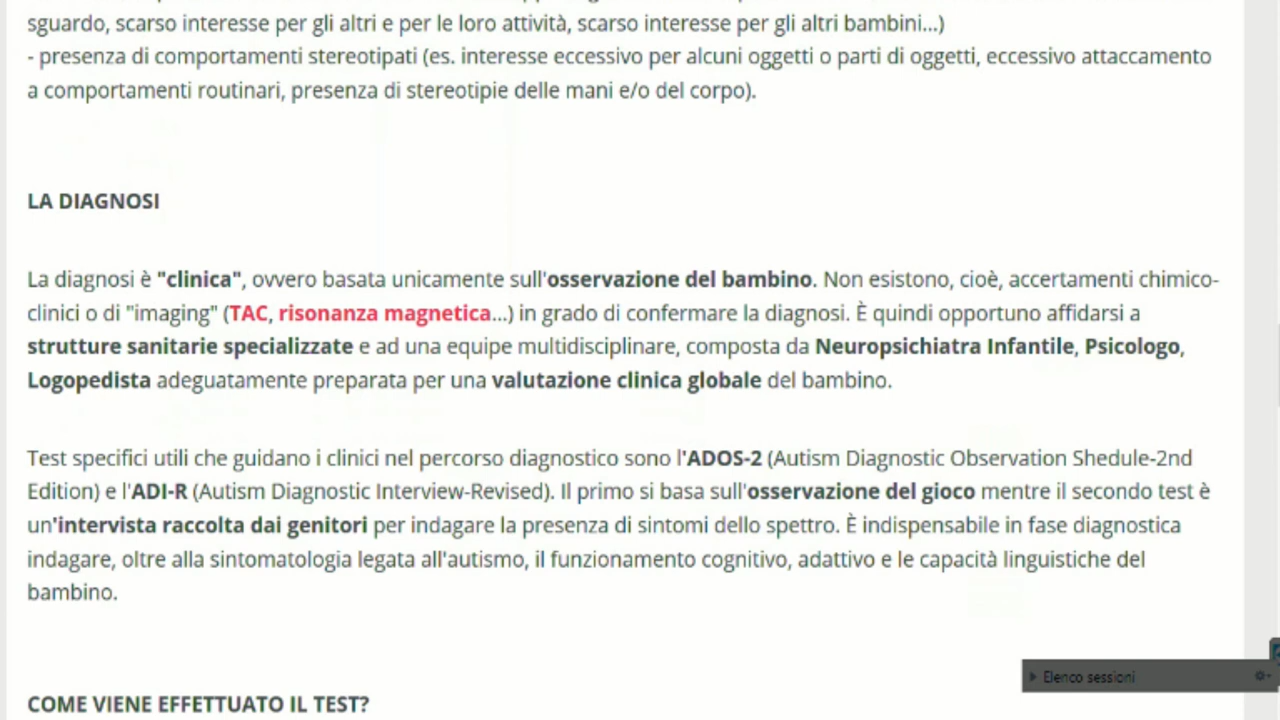 sguardo, scarso interesse per gli altri e per le loro attività, scarso interesse per gli altri bambini...)
- presenza di comportamenti stereotipati (es. interesse eccessivo per alcuni oggetti o parti di oggetti, eccessivo attaccamento
a comportamenti routinari, presenza di stereotipie delle mani e/o del corpo).
LA DIAGNOSI
La diagnosi è "clinica", ovvero basata unicamente sull'osservazione del bambino. Non esistono, cioè, accertamenti chimico-
clinici o di "imaging" (TAC, risonanza magnetica...) in grado di confermare la diagnosi. È quindi opportuno affidarsi a
strutture sanitarie specializzate e ad una equipe multidisciplinare, composta da Neuropsichiatra Infantile, Psicologo,
Logopedista adeguatamente preparata per una valutazione clinica globale del bambino.
Test specifici utili che guidano i clinici nel percorso diagnostico sono l'ADOS-2 (Autism Diagnostic Observation Shedule-2nd
Edition) e l'ADI-R (Autism Diagnostic Interview-Revised). Il primo si basa sull'osservazione del gioco mentre il secondo test è
un'intervista raccolta dai genitori per indagare la presenza di sintomi dello spettro. È indispensabile in fase diagnostica
indagare, oltre alla sintomatologia legata all'autismo, il funzionamento cognitivo, adattivo e le capacità linguistiche del
bambino.
Elenco sessioni
COME VIENE EFFETTUATO IL TEST?